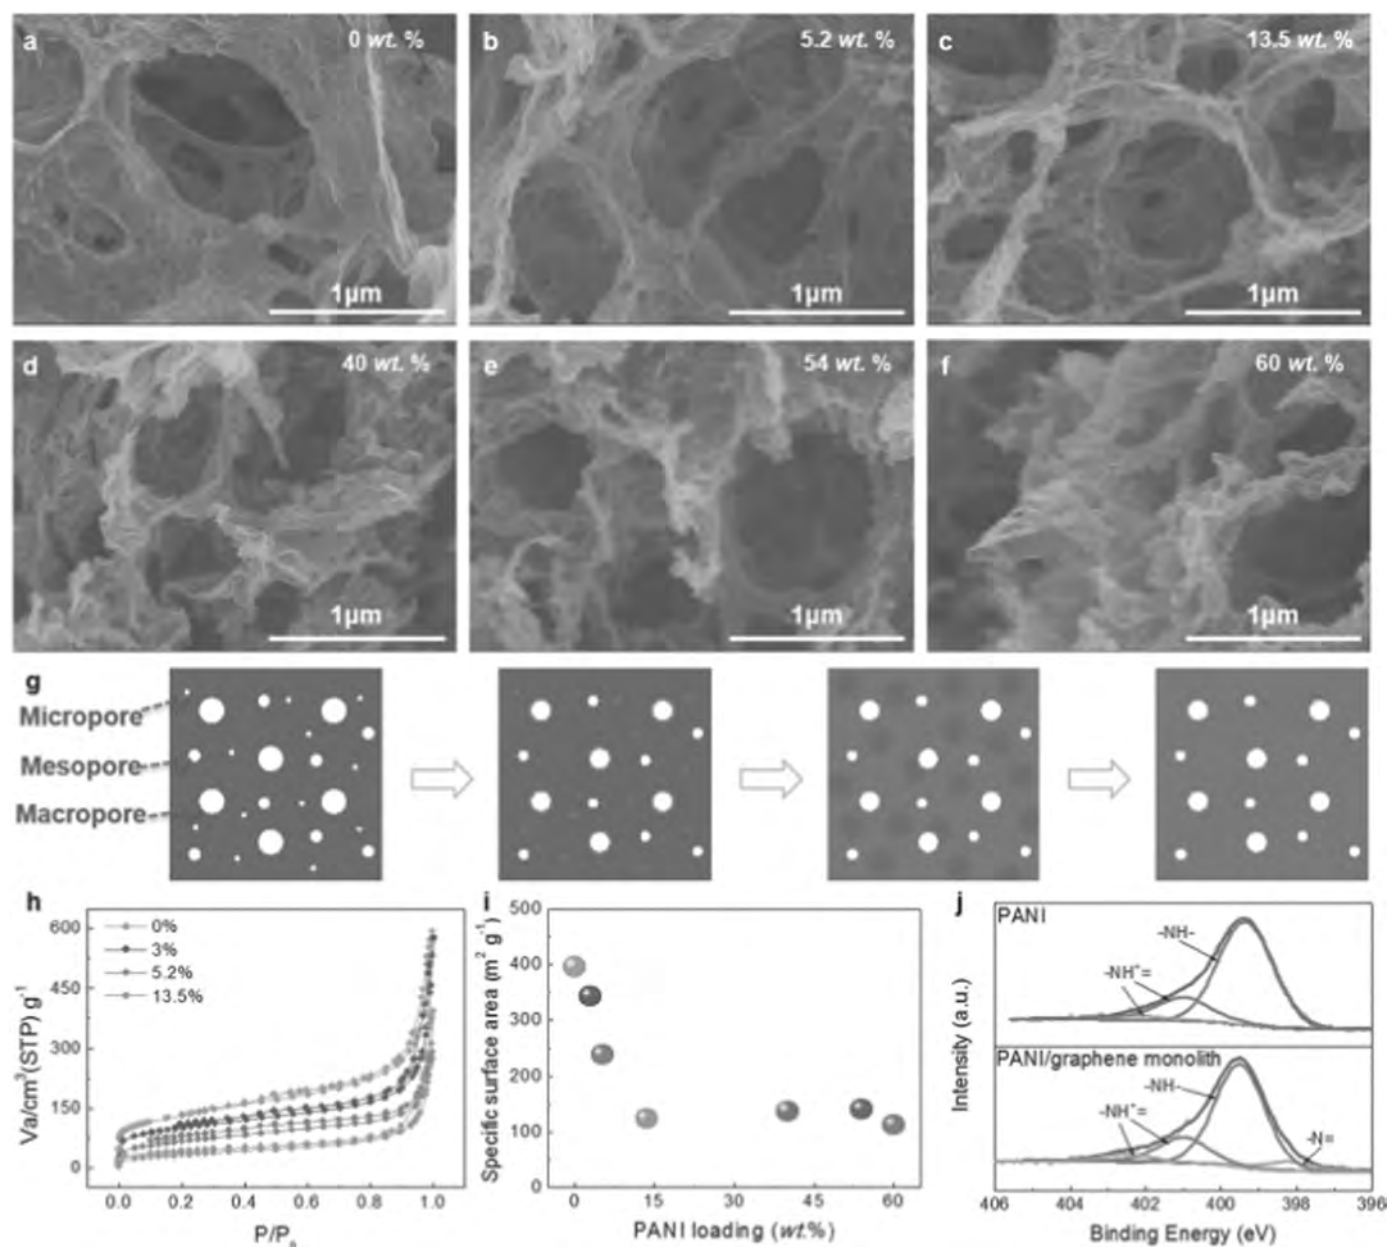 a 0 wt. %
1µm
b 5.2 wt. %
1µm
c 13.5 wt. %
1µm
d 40 wt. %
1µm
e 54 wt. %
1µm
f 60 wt. %
1µm
g
Micropore
Mesopore
Macropore
h
600
450
300
150
0
Va/cm³(STP) g⁻¹
0%
3%
5.2%
13.5%
0.0 0.2 0.4 0.6 0.8 1.0
P/P₀
i
500
400
300
200
100
0
Specific surface area (m² g⁻¹)
0 15 30 45 60
PANI loading (wt.%)
j
PANI
-NH-
-NH⁺=
PANI/graphene monolith
-NH-
-NH⁺=
-N=
Intensity (a.u.)
406 404 402 400 398 396
Binding Energy (eV)